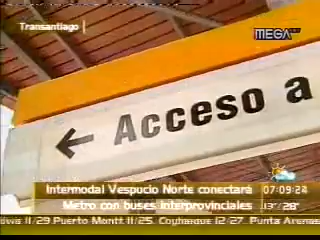 Transantiago
MEGA
Acceso a
Intermodal Vespucio Norte conectará
Metro con buses interprovinciales
07:09:24
13° 28°
11/29 Puerto Montt 11/25. Coyhaique 12/27. Punta Arenas